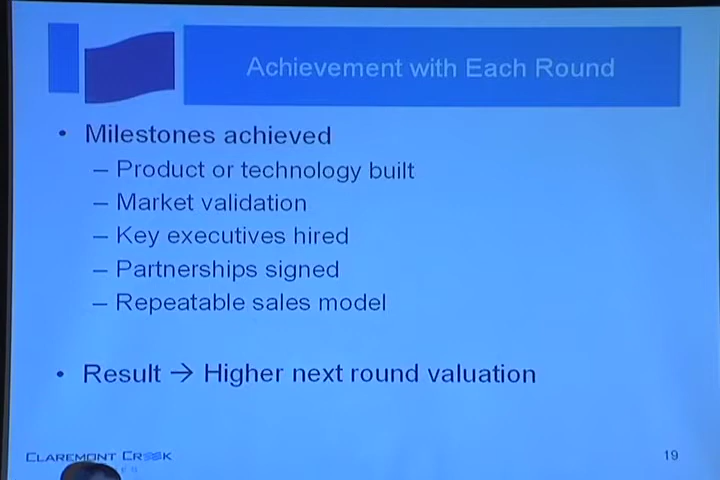 Achievement with Each Round
• Milestones achieved
– Product or technology built
– Market validation
– Key executives hired
– Partnerships signed
– Repeatable sales model
• Result → Higher next round valuation
CLAREMONT CREEK
19